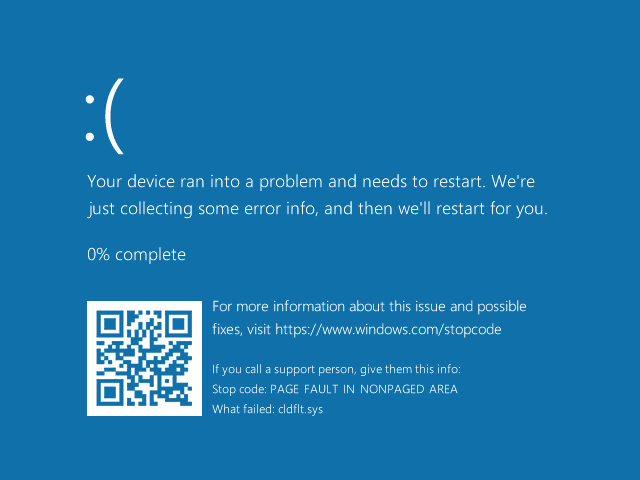 :(
Your device ran into a problem and needs to restart. We're
just collecting some error info, and then we'll restart for you.
0% complete
For more information about this issue and possible
fixes, visit https://www.windows.com/stopcode
If you call a support person, give them this info:
Stop code: PAGE FAULT IN NONPAGED AREA
What failed: cldflt.sys